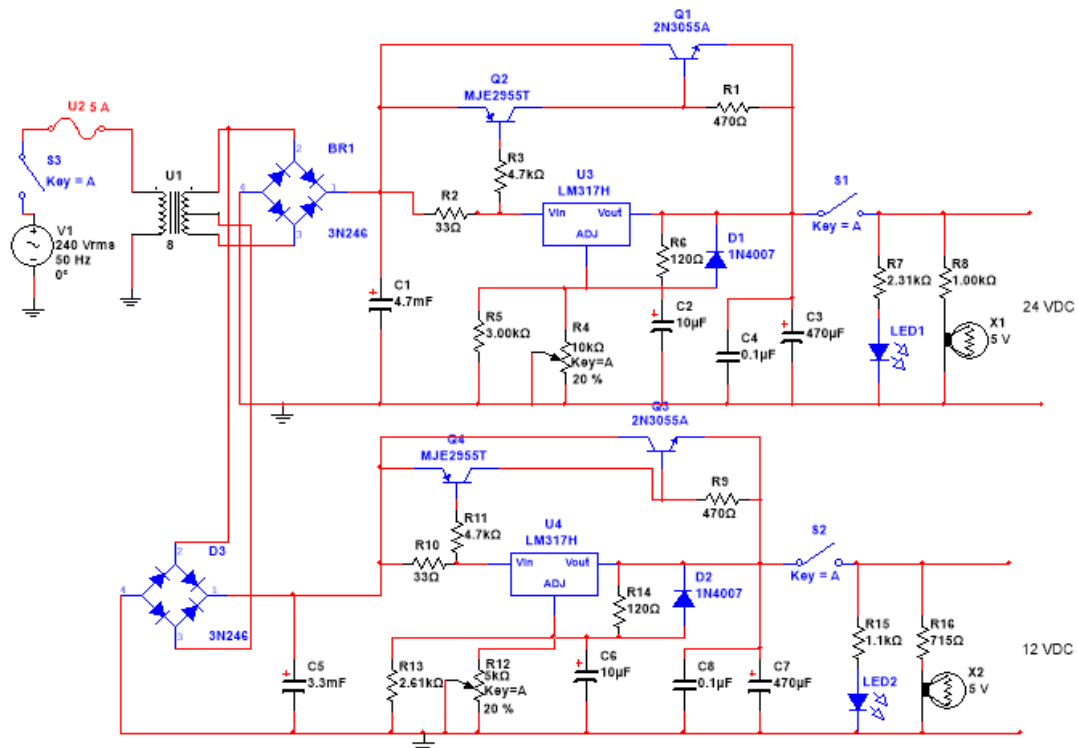 Q1
2N3055A
Q2
MJE2955T
R1
470Ω
U2 5 A
S3
Key = A
U1
8
BR1
2
4
1
3
3N246
R3
4.7kΩ
U3
LM317H
Vin
Vout
ADJ
R2
33Ω
S1
Key = A
V1
240 Vrms
50 Hz
0°
R6
120Ω
D1
1N4007
R7
2.31kΩ
R8
1.00kΩ
24 VDC
C1
4.7mF
R5
3.00kΩ
R4
10kΩ
Key=A
20 %
C2
10µF
C4
0.1µF
C3
470µF
LED1
X1
5 V
Q3
2N3055A
Q4
MJE2955T
R9
470Ω
R11
4.7kΩ
U4
LM317H
Vin
Vout
ADJ
R10
33Ω
S2
Key = A
D3
2
4
1
3
3N246
R14
120Ω
D2
1N4007
R15
1.1kΩ
R16
715Ω
12 VDC
C5
3.3mF
R13
2.61kΩ
R12
5kΩ
Key=A
20 %
C6
10µF
C8
0.1µF
C7
470µF
LED2
X2
5 V